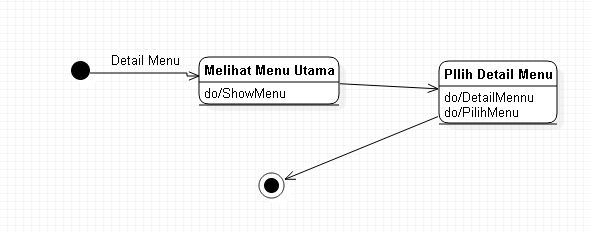 Detail Menu
Melihat Menu Utama
do/ShowMenu
PIlih Detail Menu
do/DetailMennu
do/PilihMenu